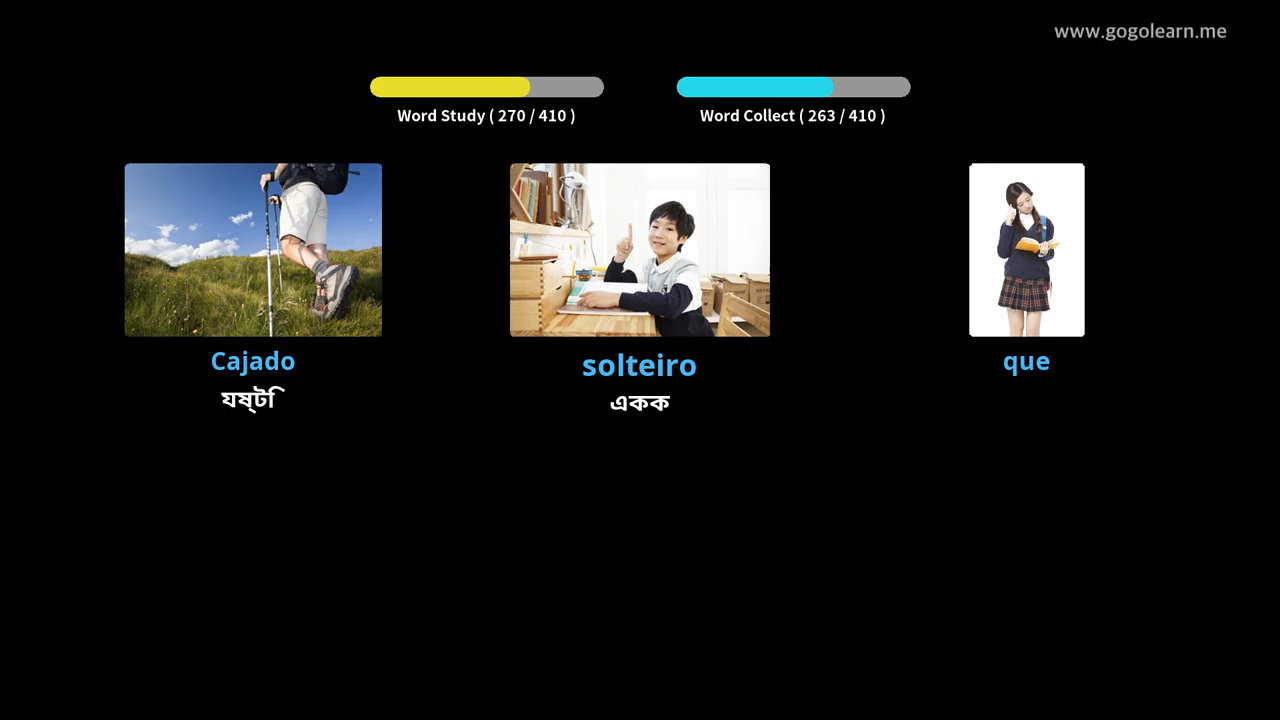 www.gogolearn.me
Word Study ( 270 / 410 )
Word Collect ( 263 / 410 )
Cajado
যষ্টি
solteiro
একক
que